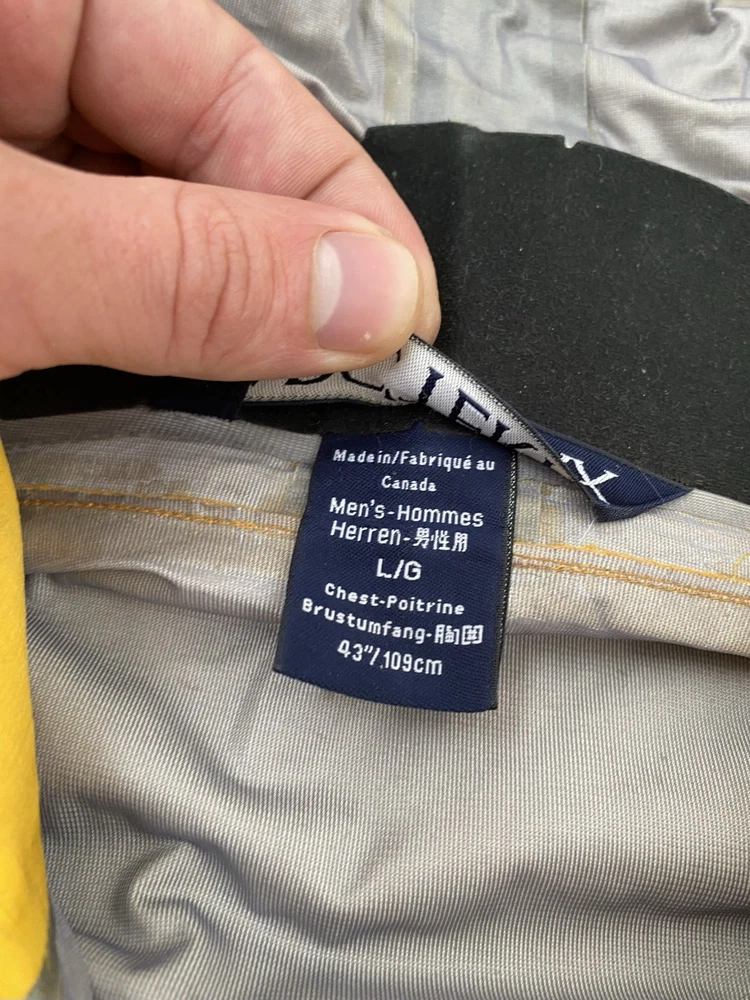 Madein/Fabriqué au
Canada
Men's-Hommes
Herren-男性用
L/G
Chest-Poitrine
Brustumfang-胸囲
43"/109cm